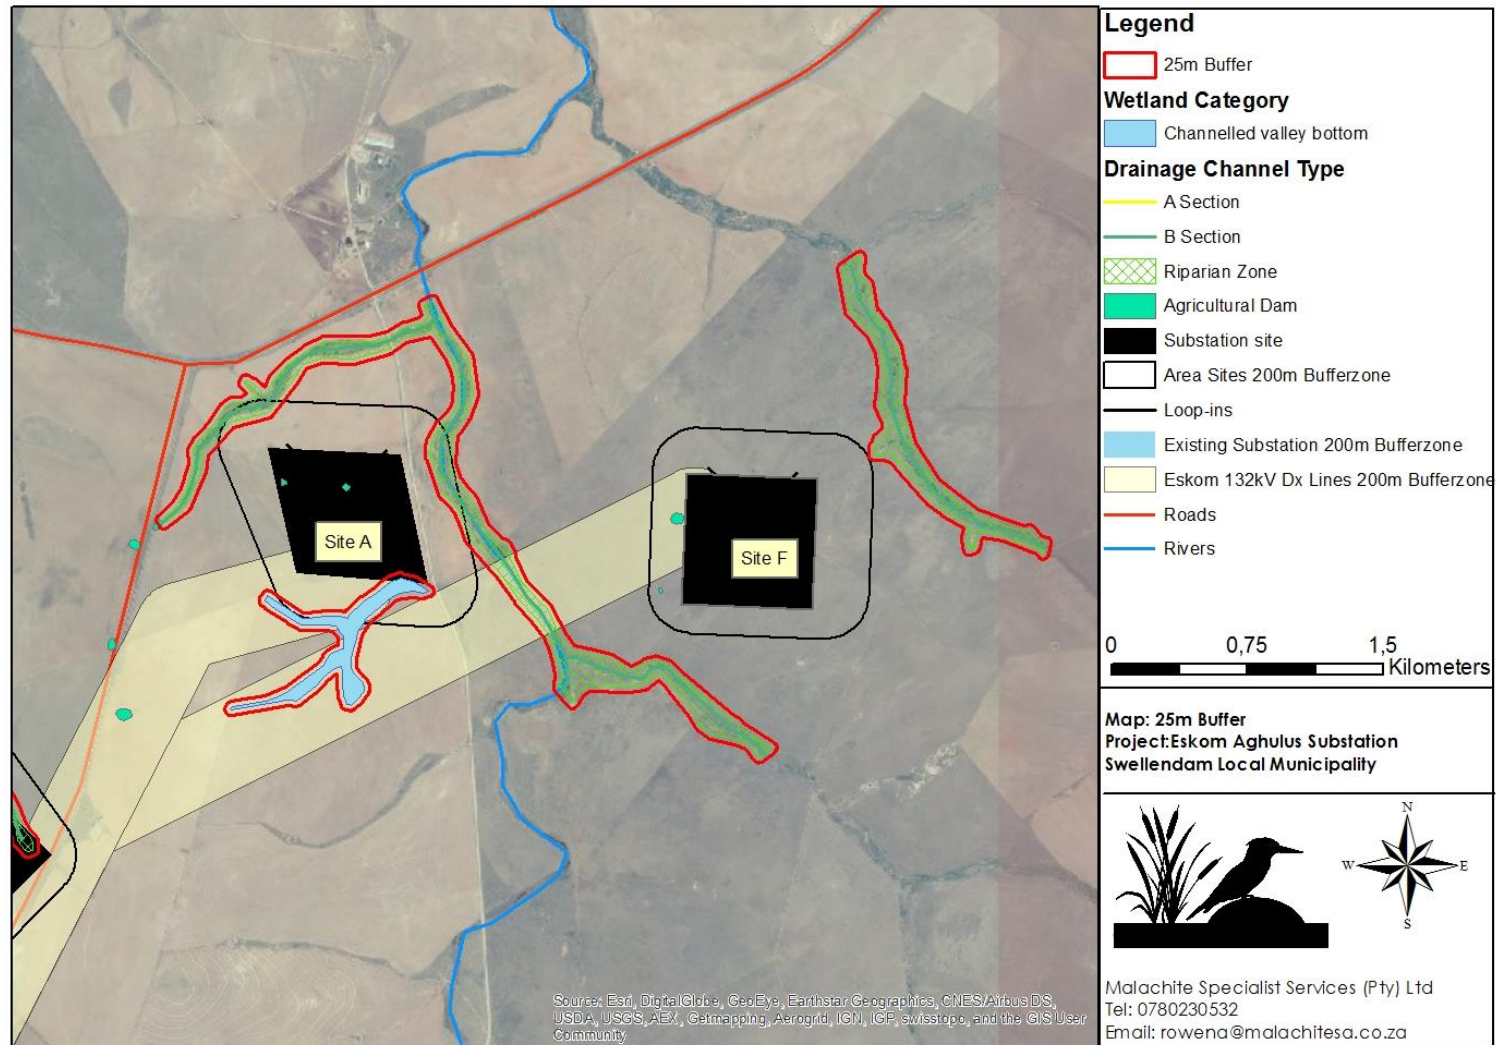 Site A
Site F
Source: Esri, DigitalGlobe, GeoEye, Earthstar Geographics, CNES/Airbus DS,
USDA, USGS, AEX, Getmapping, Aerogrid, IGN, IGP, swisstopo, and the GIS User
Community
Legend
25m Buffer
Wetland Category
Channelled valley bottom
Drainage Channel Type
A Section
B Section
Riparian Zone
Agricultural Dam
Substation site
Area Sites 200m Bufferzone
Loop-ins
Existing Substation 200m Bufferzone
Eskom 132kV Dx Lines 200m Bufferzone
Roads
Rivers
0 0,75 1,5
Kilometers
Map: 25m Buffer
Project:Eskom Aghulus Substation
Swellendam Local Municipality
N
W E
S
Malachite Specialist Services (Pty) Ltd
Tel: 0780230532
Email: rowena@malachitesa.co.za